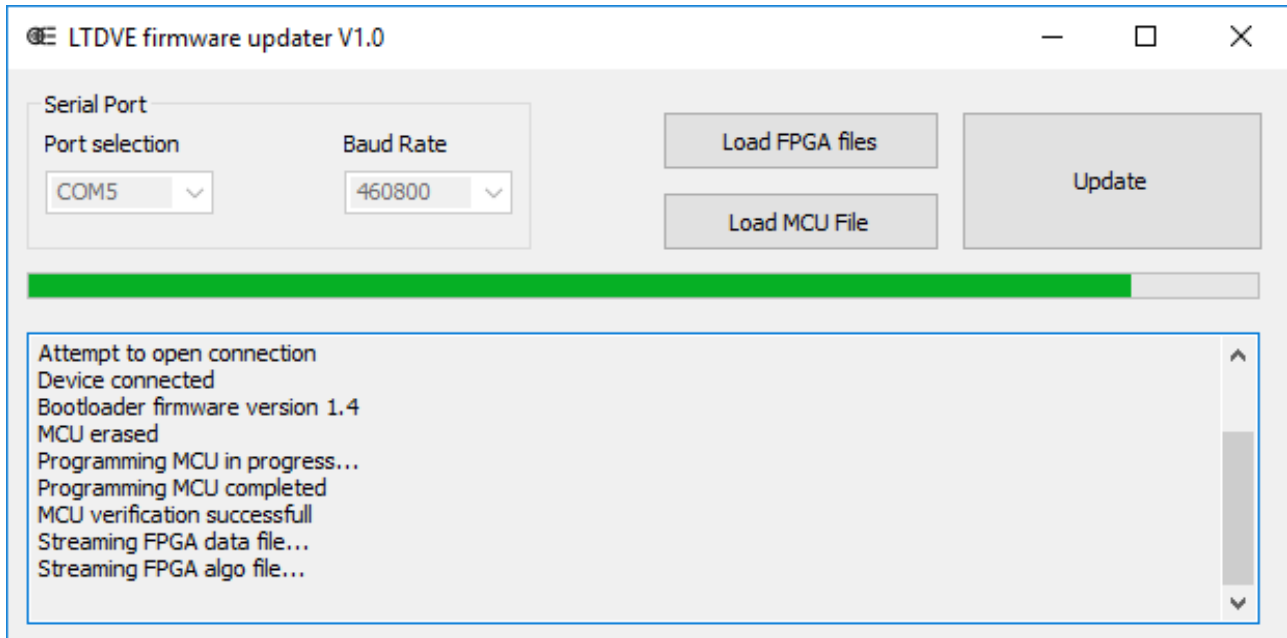 LTDVE firmware updater V1.0
Serial Port
Port selection
Baud Rate
COM5
460800
Load FPGA files
Load MCU File
Update
Attempt to open connection
Device connected
Bootloader firmware version 1.4
MCU erased
Programming MCU in progress...
Programming MCU completed
MCU verification successfull
Streaming FPGA data file...
Streaming FPGA algo file...